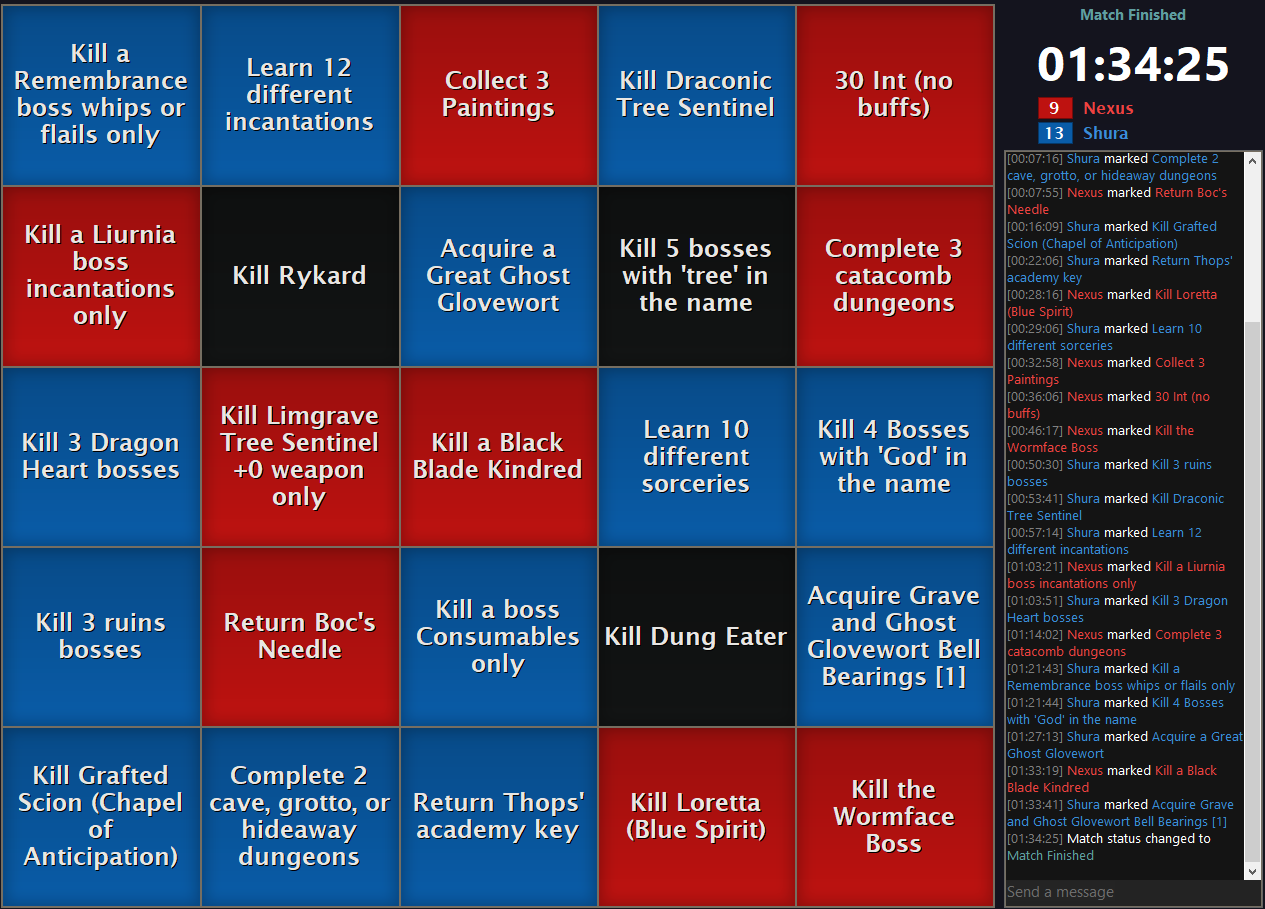 Kill a
Remembrance
boss whips or
flails only
Learn 12
different
incantations
Collect 3
Paintings
Kill Draconic
Tree Sentinel
30 Int (no
buffs)
Kill a Liurnia
boss
incantations
only
Kill Rykard
Acquire a
Great Ghost
Glovewort
Kill 5 bosses
with 'tree' in
the name
Complete 3
catacomb
dungeons
Kill 3 Dragon
Heart bosses
Kill Limgrave
Tree Sentinel
+0 weapon
only
Kill a Black
Blade Kindred
Learn 10
different
sorceries
Kill 4 Bosses
with 'God' in
the name
Kill 3 ruins
bosses
Return Boc's
Needle
Kill a boss
Consumables
only
Kill Dung Eater
Acquire Grave
and Ghost
Glovewort Bell
Bearings [1]
Kill Grafted
Scion (Chapel
of
Anticipation)
Complete 2
cave, grotto, or
hideaway
dungeons
Return Thops'
academy key
Kill Loretta
(Blue Spirit)
Kill the
Wormface
Boss
Match Finished
01:34:25
9 Nexus
13 Shura
[00:07:16] Shura marked Complete 2
cave, grotto, or hideaway dungeons
[00:07:55] Nexus marked Return Boc's
Needle
[00:16:09] Shura marked Kill Grafted
Scion (Chapel of Anticipation)
[00:22:06] Shura marked Return Thops'
academy key
[00:28:16] Nexus marked Kill Loretta
(Blue Spirit)
[00:29:06] Shura marked Learn 10
different sorceries
[00:32:58] Nexus marked Collect 3
Paintings
[00:36:06] Nexus marked 30 Int (no
buffs)
[00:46:17] Nexus marked Kill the
Wormface Boss
[00:50:30] Shura marked Kill 3 ruins
bosses
[00:53:41] Shura marked Kill Draconic
Tree Sentinel
[00:57:14] Shura marked Learn 12
different incantations
[01:03:21] Nexus marked Kill a Liurnia
boss incantations only
[01:03:51] Shura marked Kill 3 Dragon
Heart bosses
[01:14:02] Nexus marked Complete 3
catacomb dungeons
[01:21:43] Shura marked Kill a
Remembrance boss whips or flails only
[01:21:44] Shura marked Kill 4 Bosses
with 'God' in the name
[01:27:13] Shura marked Acquire a Great
Ghost Glovewort
[01:33:19] Nexus marked Kill a Black
Blade Kindred
[01:33:41] Shura marked Acquire Grave
and Ghost Glovewort Bell Bearings [1]
[01:34:25] Match status changed to
Match Finished
Send a message